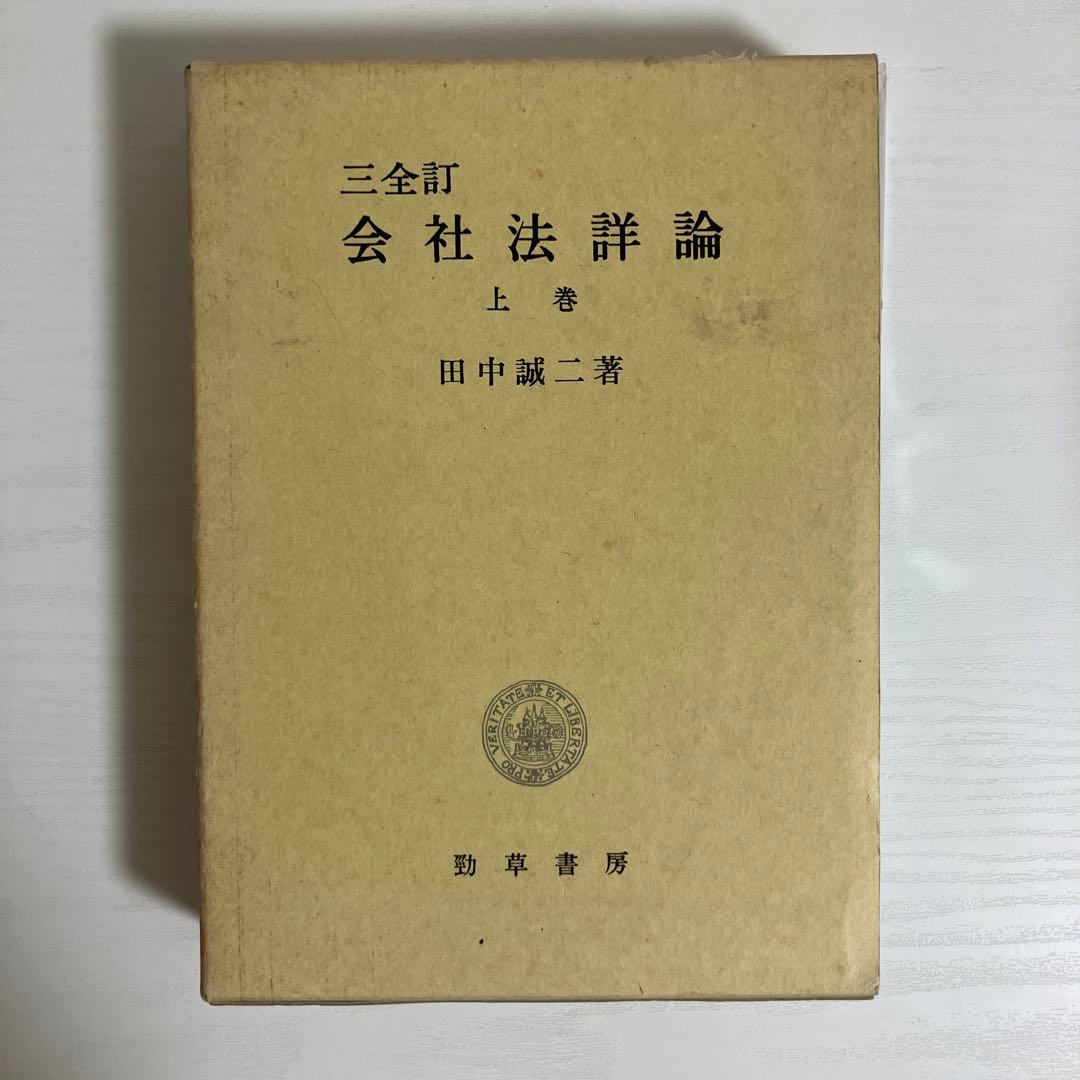 三全訂
会社法詳論
上巻
田中誠二著
PRO VERITATE ET LIBERTATE
勁草書房